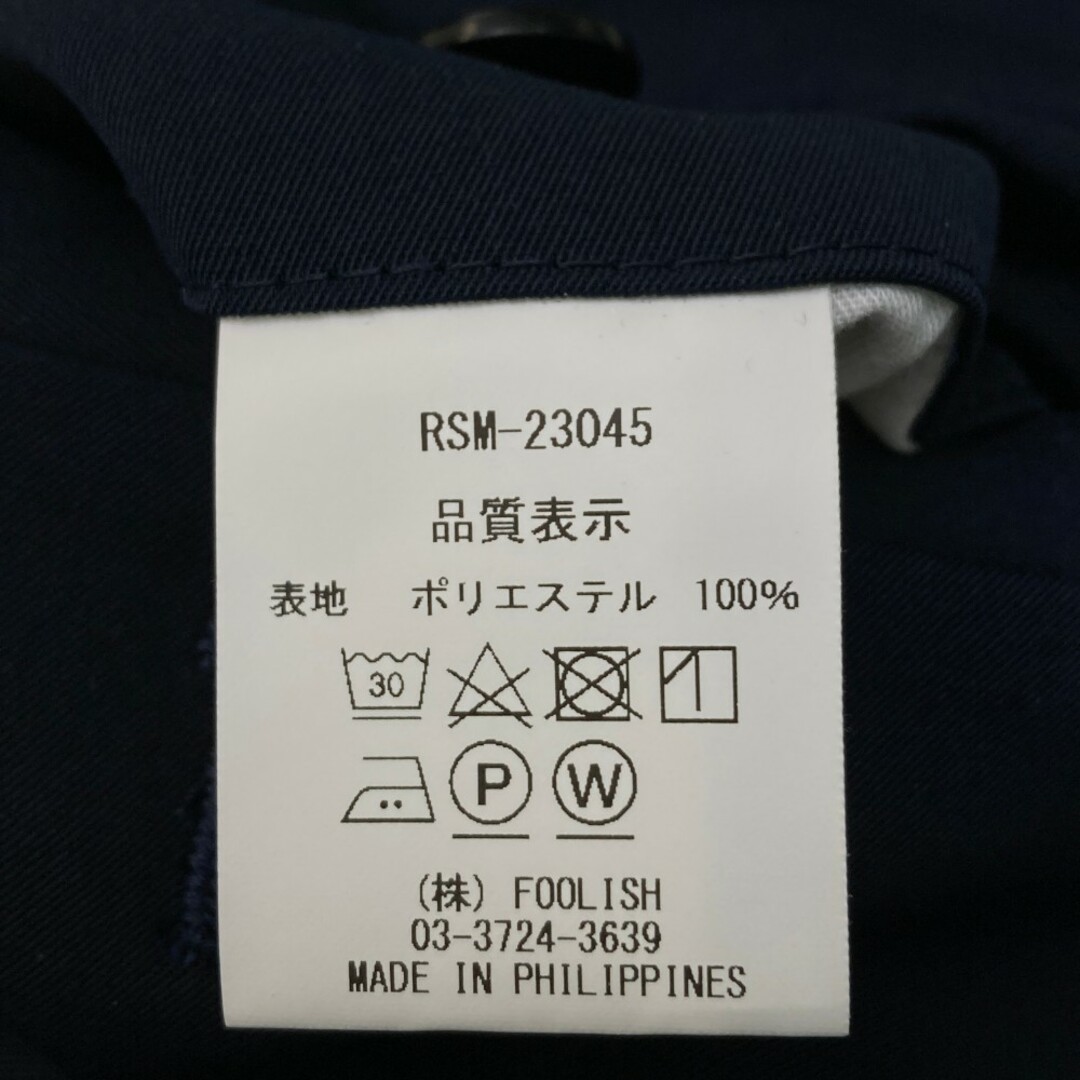 RSM-23045
品質表示
表地 ポリエステル 100%
30
P W
(株) FOOLISH
03-3724-3639
MADE IN PHILIPPINES